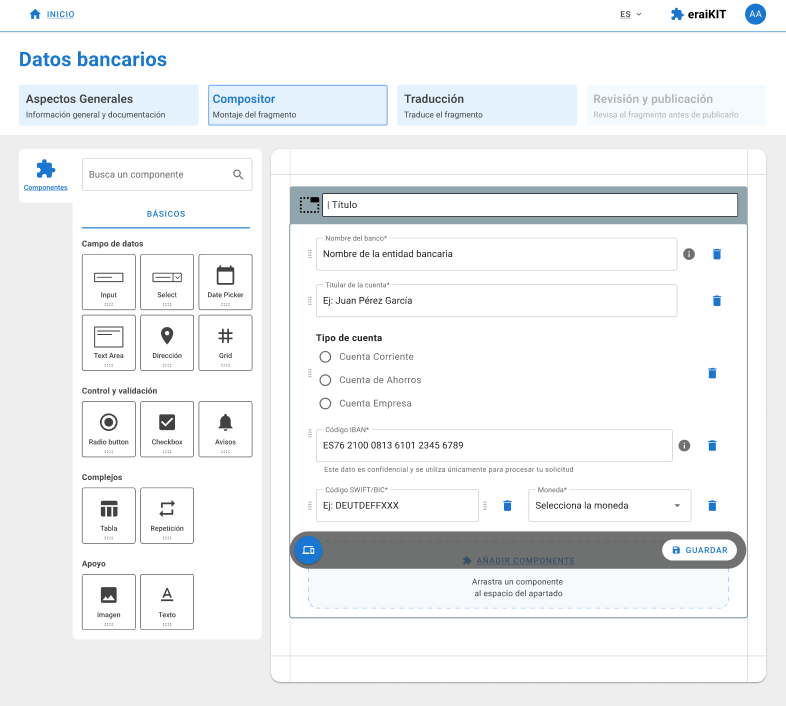 INICIO
ES
eraiKIT
AA
Datos bancarios
Aspectos Generales
Información general y documentación
Compositor
Montaje del fragmento
Traducción
Traduce el fragmento
Revisión y publicación
Revisa el fragmento antes de publicarlo
Componentes
Busca un componente
BÁSICOS
Campo de datos
Input
Select
Date Picker
Text Area
Dirección
Grid
Control y validación
Radio button
Checkbox
Avisos
Complejos
Tabla
Repetición
Apoyo
Imagen
Texto
| Título
Nombre del banco*
Nombre de la entidad bancaria
Titular de la cuenta*
Ej: Juan Pérez García
Tipo de cuenta
Cuenta Corriente
Cuenta de Ahorros
Cuenta Empresa
Código IBAN*
ES76 2100 0813 6101 2345 6789
Este dato es confidencial y se utiliza únicamente para procesar tu solicitud
Código SWIFT/BIC*
Ej: DEUTDEFFXXX
Moneda*
Selecciona la moneda
GUARDAR
AÑADIR COMPONENTE
Arrastra un componente
al espacio del apartado